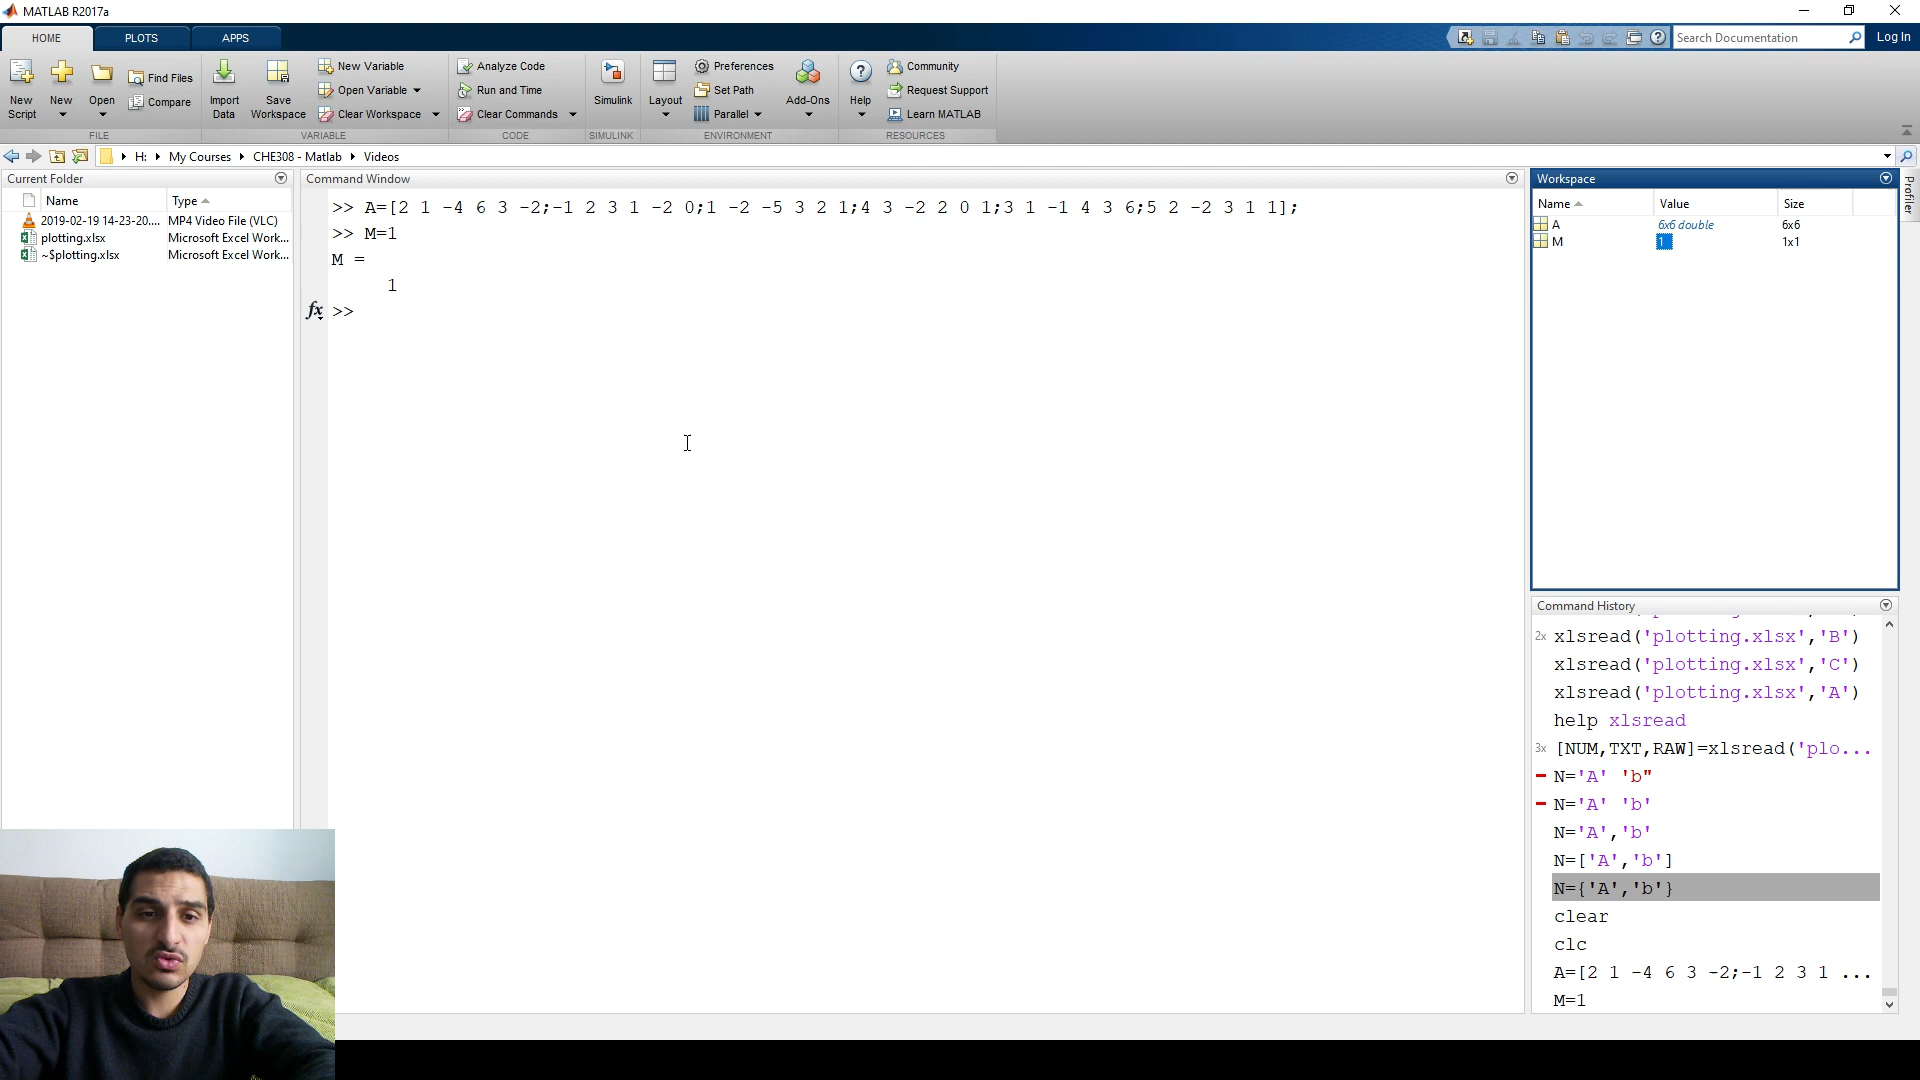 MATLAB R2017a
HOME PLOTS APPS
Search Documentation Log In
New Script
New
Open
Find Files
Compare
FILE
Import Data
Save Workspace
New Variable
Open Variable
Clear Workspace
VARIABLE
Analyze Code
Run and Time
Clear Commands
CODE
Simulink
SIMULINK
Layout
Preferences
Set Path
Parallel
Add-Ons
ENVIRONMENT
Help
Community
Request Support
Learn MATLAB
RESOURCES
H: My Courses CHE308 - Matlab Videos
Current Folder
Name Type
2019-02-19 14-23-20.... MP4 Video File (VLC)
plotting.xlsx Microsoft Excel Work...
~$plotting.xlsx Microsoft Excel Work...
Command Window
>> A=[2 1 -4 6 3 -2;-1 2 3 1 -2 0;1 -2 -5 3 2 1;4 3 -2 2 0 1;3 1 -1 4 3 6;5 2 -2 3 1 1];
>> M=1
M =
1
fx >>
Workspace
Name Value Size
A 6x6 double 6x6
M 1 1x1
Profiler
Command History
2x xlsread('plotting.xlsx','B')
xlsread('plotting.xlsx','C')
xlsread('plotting.xlsx','A')
help xlsread
3x [NUM,TXT,RAW]=xlsread('plo...
N='A' 'b"
N='A' 'b'
N='A','b'
N=['A','b']
N={'A','b'}
clear
clc
A=[2 1 -4 6 3 -2;-1 2 3 1 ...
M=1